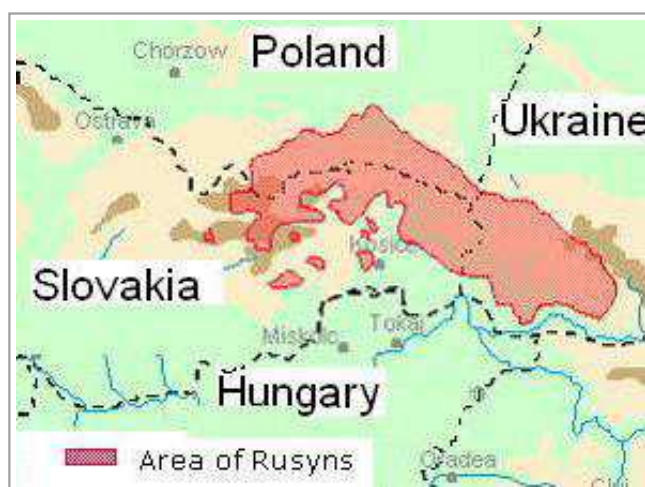 Chorzow
Poland
Ostrava
Ukraine
Kosice
Slovakia
Miskolc
Tokaj
Hungary
Area of Rusyns
Oradea